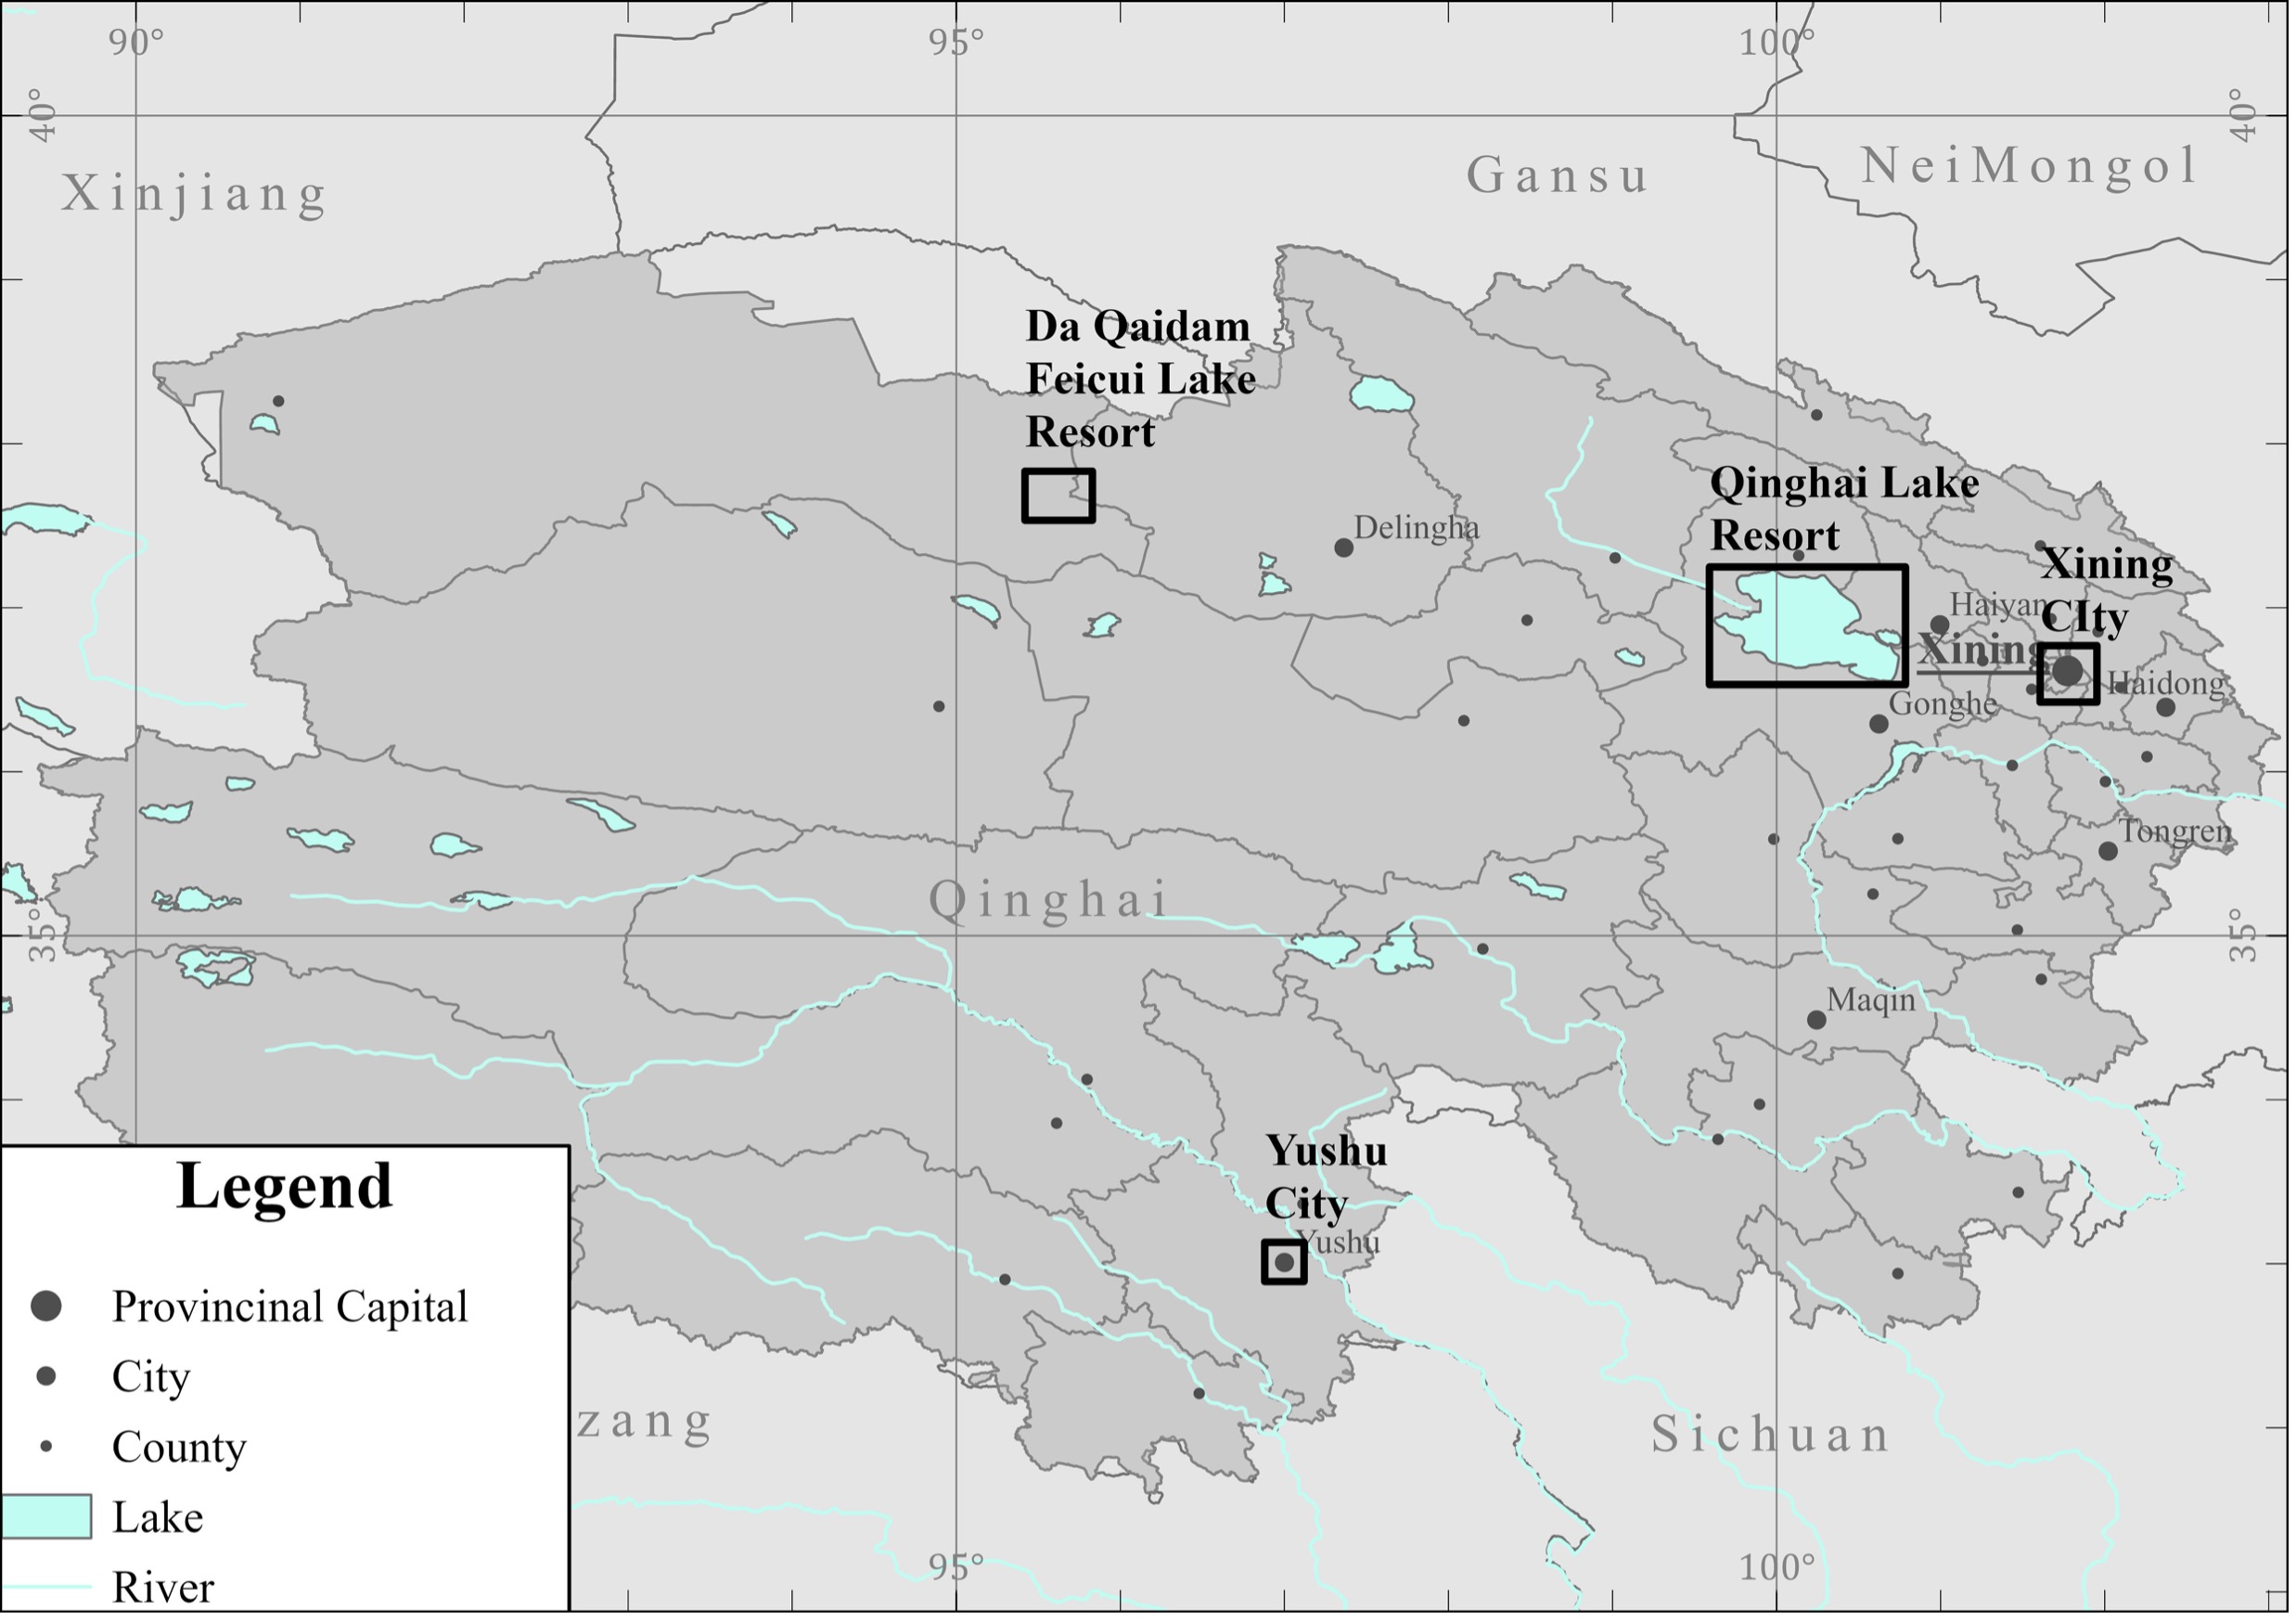 90°
95°
100°
40°
40°
Xinjiang
Gansu
NeiMongol
Da Qaidam
Feicui Lake
Resort
Qinghai Lake
Resort
Delingha
Xining
CIty
Haiyan
Xining
Haidong
Gonghe
Tongren
Qinghai
35°
35°
Maqin
Yushu
City
Yushu
Legend
Provincinal Capital
City
County
Lake
River
zang
Sichuan
95°
100°